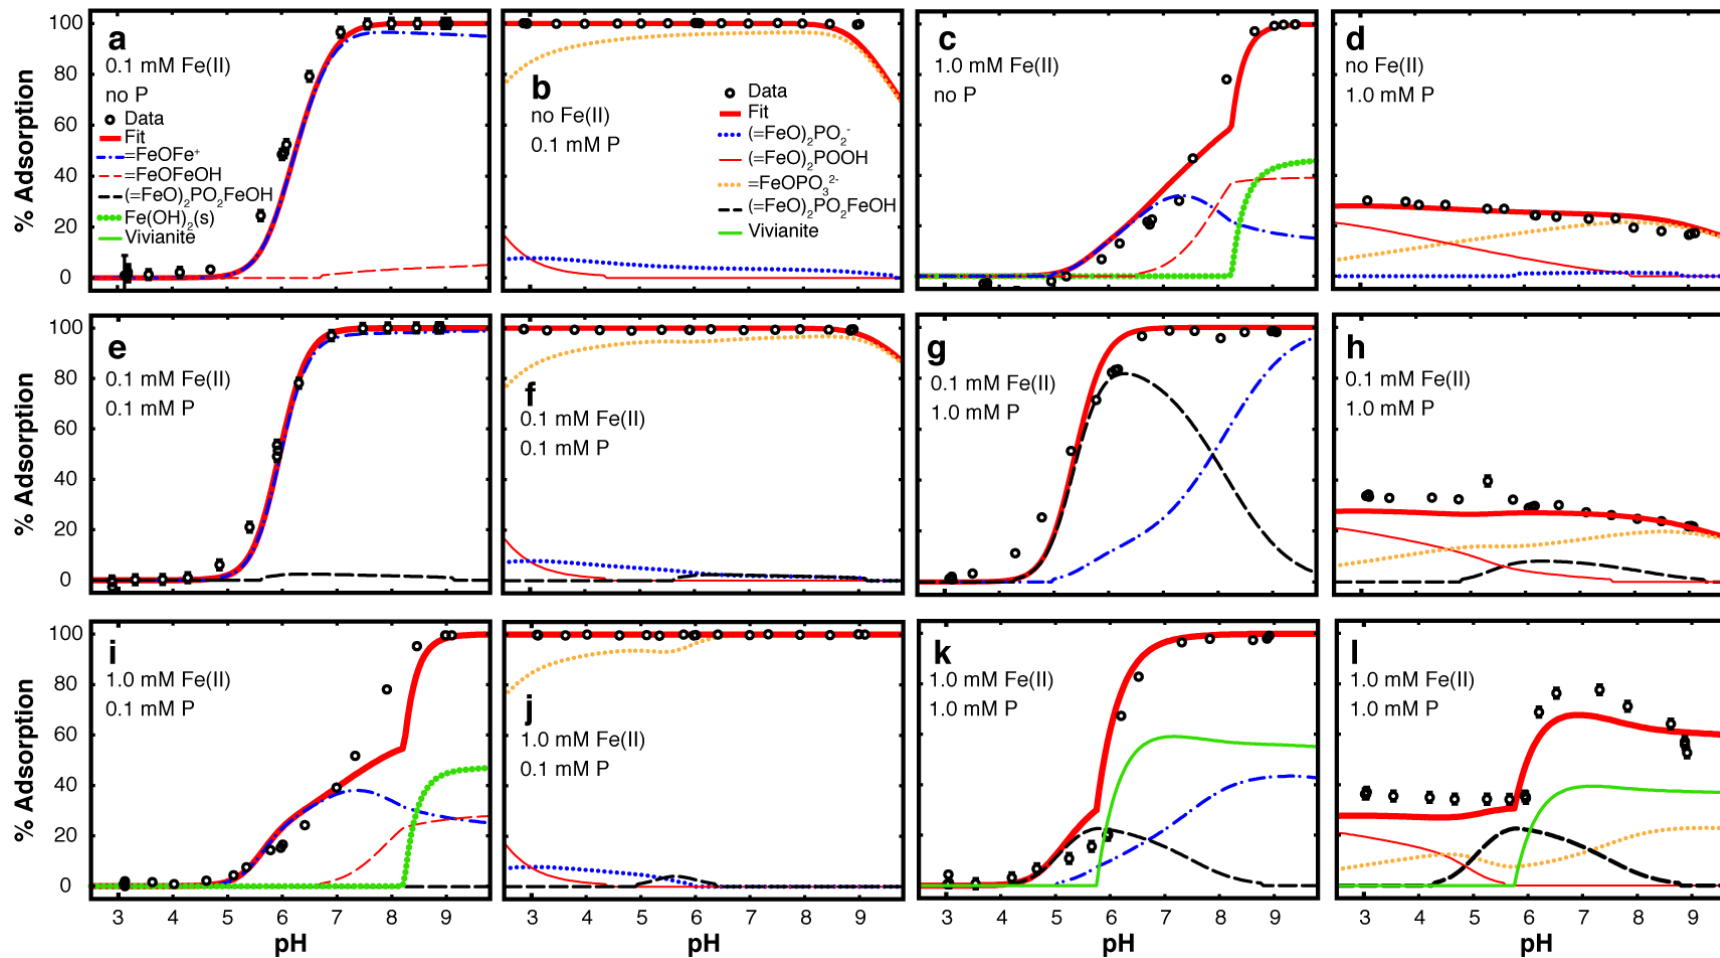 a
0.1 mM Fe(II)
no P
Data
Fit
=FeOFe⁺
=FeOFeOH
(=FeO)₂PO₂FeOH
Fe(OH)₂(s)
Vivianite
% Adsorption
100
80
60
40
20
0
b
no Fe(II)
0.1 mM P
Data
Fit
(=FeO)₂PO₂⁻
(=FeO)₂POOH
=FeOPO₃²⁻
(=FeO)₂PO₂FeOH
Vivianite
c
1.0 mM Fe(II)
no P
d
no Fe(II)
1.0 mM P
e
0.1 mM Fe(II)
0.1 mM P
% Adsorption
100
80
60
40
20
0
f
0.1 mM Fe(II)
0.1 mM P
g
0.1 mM Fe(II)
1.0 mM P
h
0.1 mM Fe(II)
1.0 mM P
i
1.0 mM Fe(II)
0.1 mM P
% Adsorption
100
80
60
40
20
0
3 4 5 6 7 8 9
pH
j
1.0 mM Fe(II)
0.1 mM P
3 4 5 6 7 8 9
pH
k
1.0 mM Fe(II)
1.0 mM P
3 4 5 6 7 8 9
pH
l
1.0 mM Fe(II)
1.0 mM P
3 4 5 6 7 8 9
pH